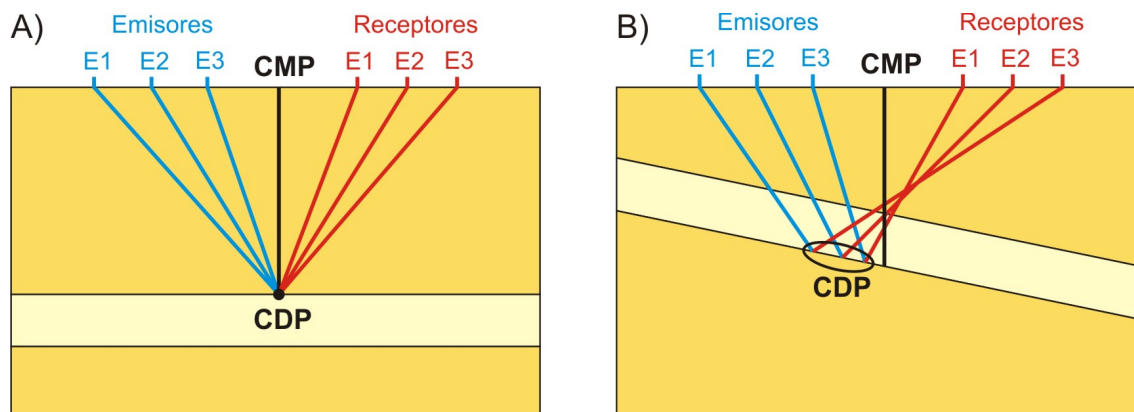 A)
Emisores
Receptores
E1 E2 E3 CMP E1 E2 E3
CDP
B)
Emisores
Receptores
E1 E2 E3 CMP E1 E2 E3
CDP